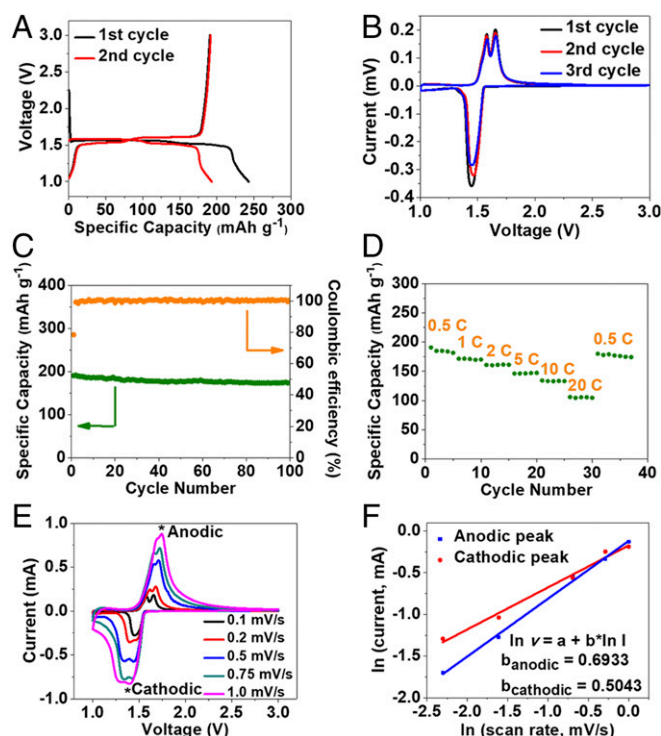 A
1st cycle
2nd cycle
Voltage (V)
3.5
3.0
2.5
2.0
1.5
1.0
0.5
0 50 100 150 200 250 300
Specific Capacity (mAh g-1)
B
1st cycle
2nd cycle
3rd cycle
Current (mV)
0.2
0.1
0.0
-0.1
-0.2
-0.3
-0.4
1.0 1.5 2.0 2.5 3.0
Voltage (V)
C
Specific Capacity (mAh g-1)
400
300
200
100
0
100
80
60
40
20
0
Coulombic efficiency (%)
0 20 40 60 80 100
Cycle Number
D
Specific Capacity (mAh g-1)
300
250
200
150
100
50
0
0.5 C
1 C
2 C
5 C
10 C
20 C
0.5 C
0 10 20 30 40
Cycle Number
E
*Anodic
*Cathodic
0.1 mV/s
0.2 mV/s
0.5 mV/s
0.75 mV/s
1.0 mV/s
Current (mA)
1.0
0.5
0.0
-0.5
-1.0
1.0 1.5 2.0 2.5 3.0
Voltage (V)
F
Anodic peak
Cathodic peak
ln v = a + b*ln I
banodic = 0.6933
bcathodic = 0.5043
ln (current, mA)
0.0
-0.5
-1.0
-1.5
-2.0
-2.5 -2.0 -1.5 -1.0 -0.5 0.0
ln (scan rate, mV/s)